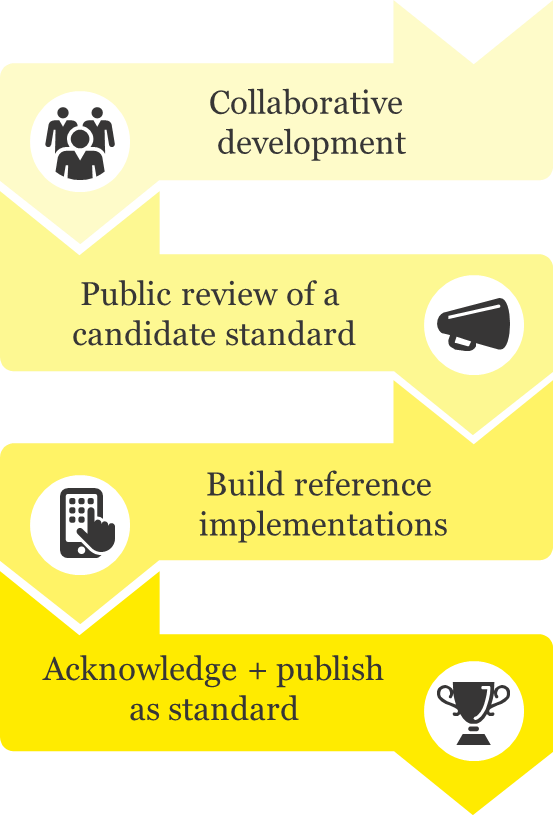 Collaborative
development
Public review of a
candidate standard
Build reference
implementations
Acknowledge + publish
as standard